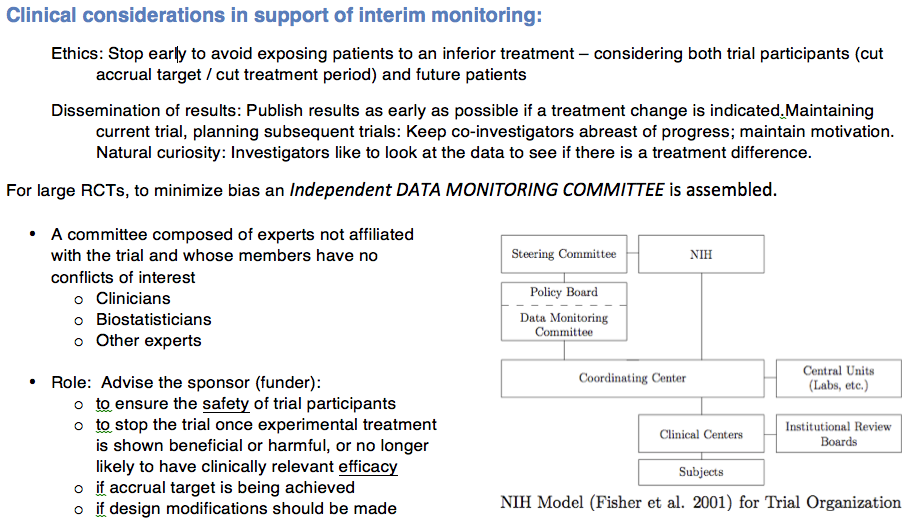 Clinical considerations in support of interim monitoring:
Ethics: Stop early to avoid exposing patients to an inferior treatment – considering both trial participants (cut
accrual target / cut treatment period) and future patients
Dissemination of results: Publish results as early as possible if a treatment change is indicated.Maintaining
current trial, planning subsequent trials: Keep co-investigators abreast of progress; maintain motivation.
Natural curiosity: Investigators like to look at the data to see if there is a treatment difference.
For large RCTs, to minimize bias an Independent DATA MONITORING COMMITTEE is assembled.
• A committee composed of experts not affiliated
with the trial and whose members have no
conflicts of interest
o Clinicians
o Biostatisticians
o Other experts
• Role: Advise the sponsor (funder):
o to ensure the safety of trial participants
o to stop the trial once experimental treatment
is shown beneficial or harmful, or no longer
likely to have clinically relevant efficacy
o if accrual target is being achieved
o if design modifications should be made
Steering Committee
NIH
Policy Board
Data Monitoring
Committee
Coordinating Center
Central Units
(Labs, etc.)
Clinical Centers
Institutional Review
Boards
Subjects
NIH Model (Fisher et al. 2001) for Trial Organization